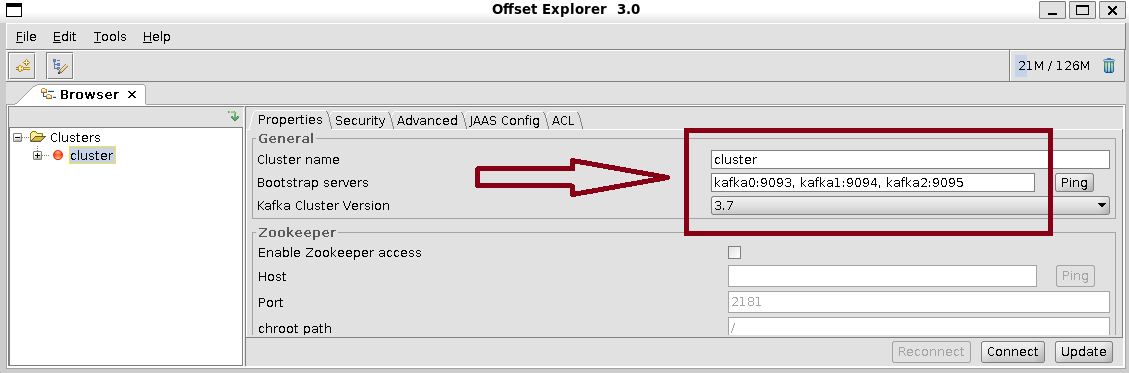 Offset Explorer 3.0
File Edit Tools Help
21M / 126M
Browser
Clusters
cluster
Properties Security Advanced JAAS Config ACL
General
Cluster name cluster
Bootstrap servers kafka0:9093, kafka1:9094, kafka2:9095 Ping
Kafka Cluster Version 3.7
Zookeeper
Enable Zookeeper access
Host Ping
Port 2181
chroot path /
Reconnect Connect Update